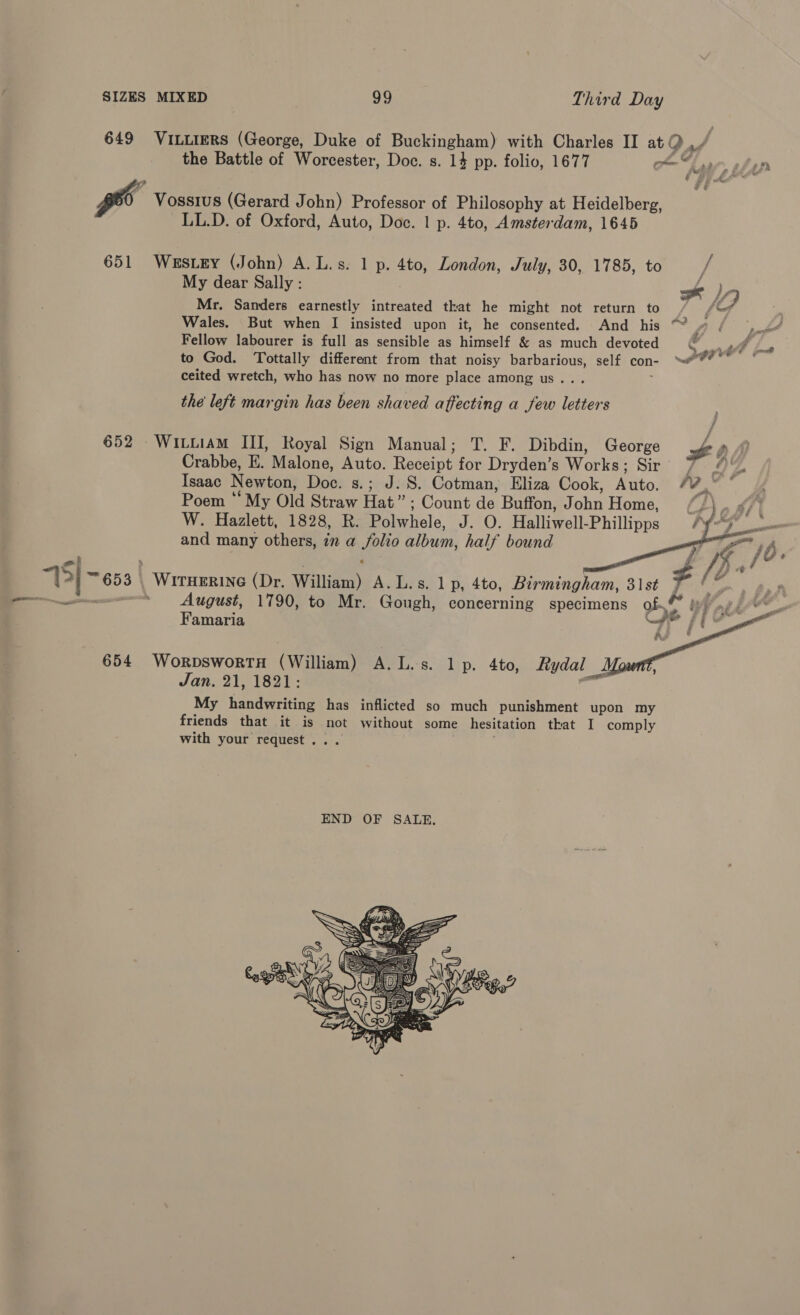 SIZES MIXED 99 Third Day
649 VILLIERS (George, Duke of Buckingham) with Charles II at
the Battle of Worcester, Doc. s. 1½ pp. folio, 1677
Vossius (Gerard John) Professor of Philosophy at Heidelberg,
LL.D. of Oxford, Auto, Doc. 1 p. 4to, Amsterdam, 1645
651 WESLEY (John) A. L. s. 1 p. 4to, London, July, 30, 1785, to
My dear Sally :
Mr. Sanders earnestly intreated that he might not return to
Wales. But when I insisted upon it, he consented. And his
Fellow labourer is full as sensible as himself & as much devoted
to God. Tottally different from that noisy barbarious, self con-
ceited wretch, who has now no more place among us . . .
the left margin has been shaved affecting a few letters
652 WILLIAM III, Royal Sign Manual; T. F. Dibdin, George
Crabbe, E. Malone, Auto. Receipt for Dryden's Works; Sir
Isaac Newton, Doc. s.; J. S. Cotman, Eliza Cook, Auto.
Poem "My Old Straw Hat"; Count de Buffon, John Home,
W. Hazlett, 1828, R. Polwhele, J. O. Halliwell-Phillipps
and many others, in a folio album, half bound
15/- 653 WITHERING (Dr. William) A. L. s. 1 p, 4to, Birmingham, 31st
August, 1790, to Mr. Gough, concerning specimens of
Famaria
654 WORDSWORTH (William) A. L. s. 1 p. 4to, Rydal Mount,
Jan. 21, 1821:
My handwriting has inflicted so much punishment upon my
friends that it is not without some hesitation that I comply
with your request . . .
END OF SALE.